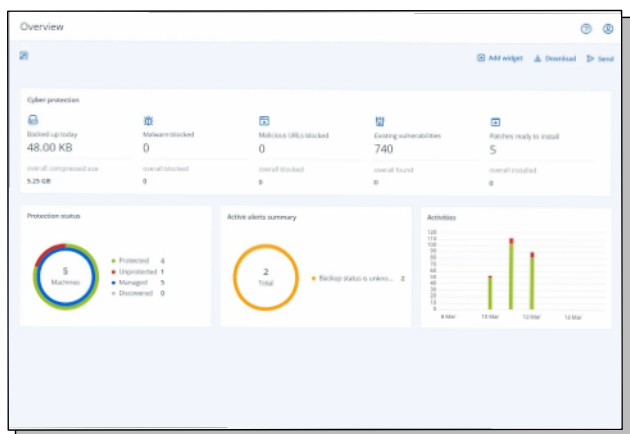 Overview
Add widget
Download
Send
Cyber protection
Backed up today
48.00 KB
overall compressed size
5.25 GB
Malware blocked
0
overall blocked
0
Malicious URLs blocked
0
overall blocked
0
Existing vulnerabilities
740
overall found
0
Patches ready to install
5
overall installed
0
Protection status
5
Machines
Protected 4
Unprotected 1
Managed 5
Discovered 0
Active alerts summary
2
Total
Backup status is unkno... 2
Activities
120
110
100
90
80
70
60
50
40
30
20
10
0
8 Mar
10 Mar
12 Mar
14 Mar